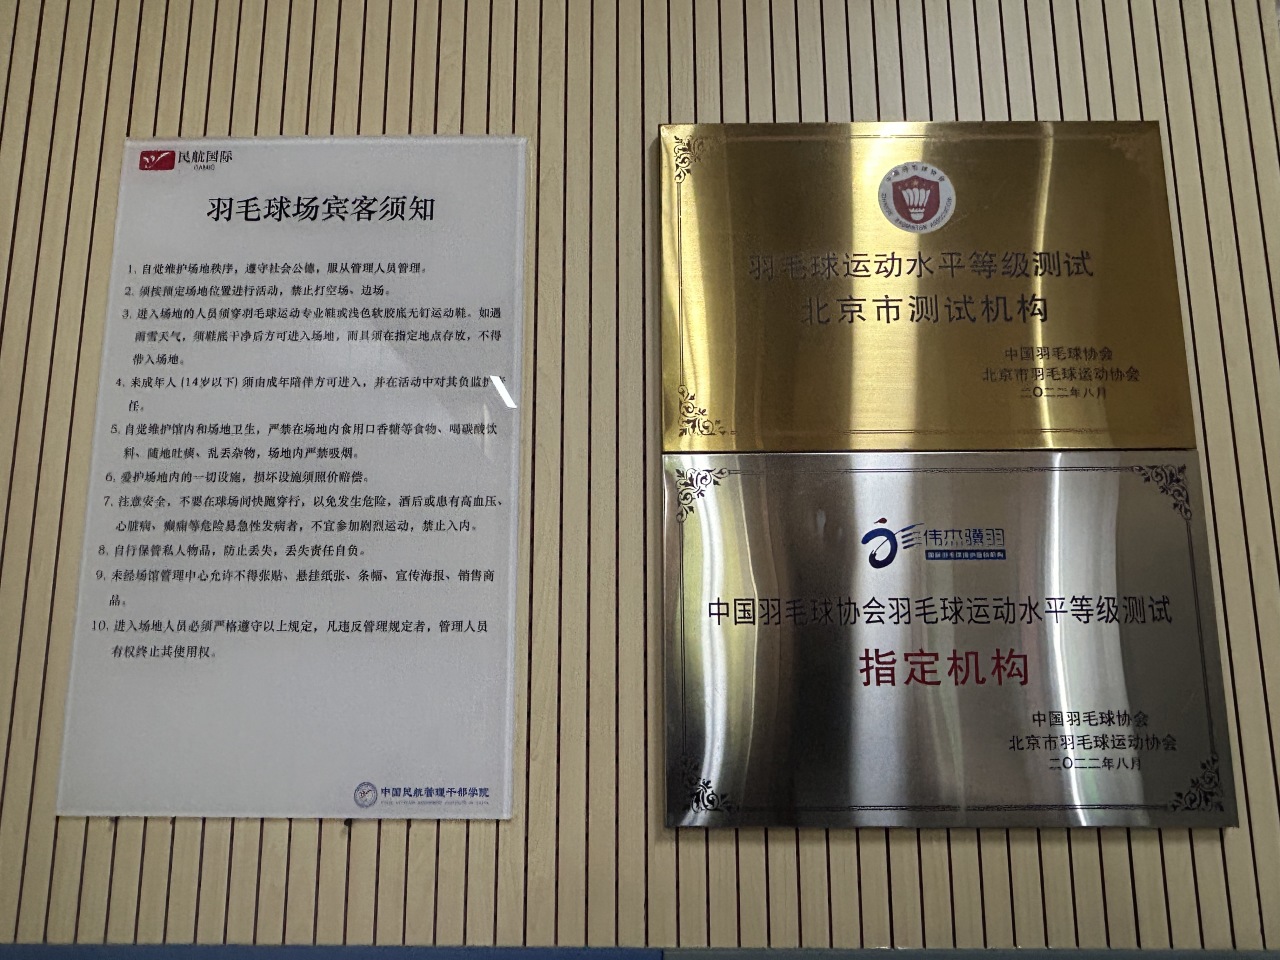 民航国际
羽毛球场宾客须知
1. 自觉维护场地秩序，遵守社会公德，服从管理人员管理。
2. 须按预定场地位置进行活动，禁止打空场、边场。
3. 进入场地的人员须穿羽毛球运动专业鞋或浅色软胶底无钉运动鞋。如遇
雨雪天气，须鞋底干净后方可进入场地，雨具须在指定地点存放，不得
带入场地。
4. 未成年人 (14岁以下) 须由成年陪伴方可进入，并在活动中对其负监护责
任。
5. 自觉维护馆内和场地卫生，严禁在场地内食用口香糖等食物、喝碳酸饮
料、随地吐痰、乱丢杂物，场地内严禁吸烟。
6. 爱护场地内的一切设施，损坏设施须照价赔偿。
7. 注意安全，不要在球场间快跑穿行，以免发生危险，酒后或患有高血压、
心脏病、癫痫等危险易急性发病者，不宜参加剧烈运动，禁止入内。
8. 自行保管私人物品，防止丢失，丢失责任自负。
9. 未经场馆管理中心允许不得张贴、悬挂纸张、条幅、宣传海报、销售商
品。
10. 进入场地人员必须严格遵守以上规定，凡违反管理规定者，管理人员
有权终止其使用权。
中国民航管理干部学院
中国羽毛球协会
CHINESE BADMINTON ASSOCIATION
羽毛球运动水平等级测试
北京市测试机构
中国羽毛球协会
北京市羽毛球运动协会
二〇二二年八月
伟杰骥羽
中国羽毛球协会羽毛球运动水平等级测试
指定机构
中国羽毛球协会
北京市羽毛球运动协会
二〇二二年八月